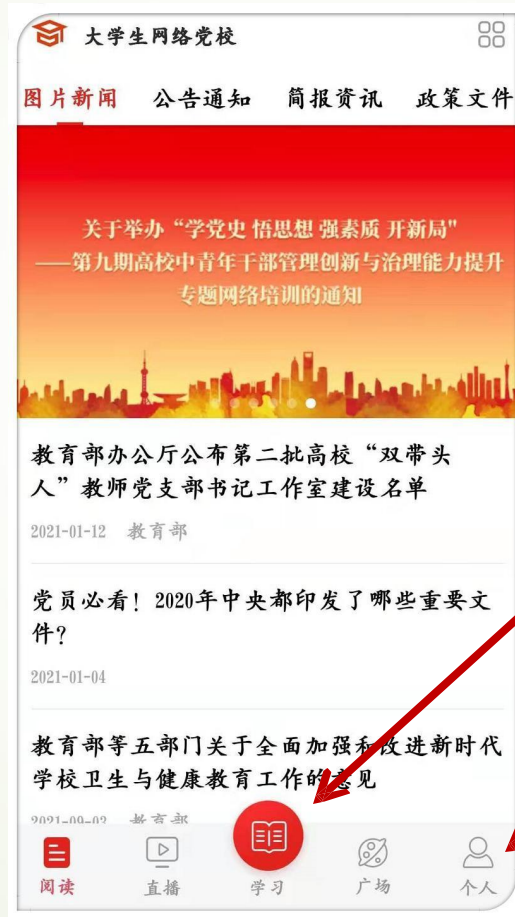 大学生网络党校
图片新闻 公告通知 简报资讯 政策文件
关于举办“学党史 悟思想 强素质 开新局"
——第九期高校中青年干部管理创新与治理能力提升
专题网络培训的通知
教育部办公厅公布第二批高校“双带头
人”教师党支部书记工作室建设名单
2021-01-12 教育部
党员必看！2020年中央都印发了哪些重要文
件？
2021-01-04
教育部等五部门关于全面加强和改进新时代
学校卫生与健康教育工作的意见
2021-09-02 教育部
阅读 直播 学习 广场 个人